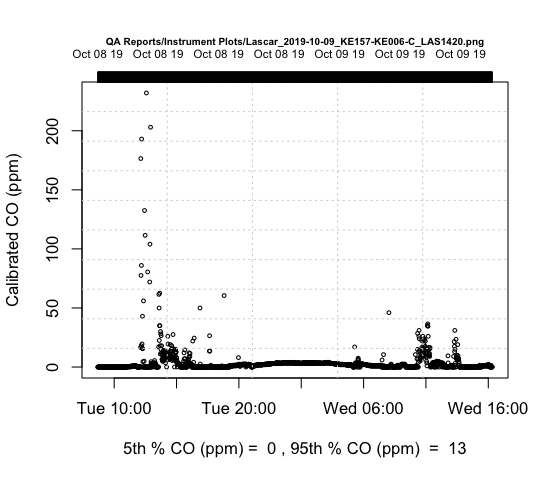 QA Reports/Instrument Plots/Lascar_2019-10-09_KE157-KE006-C_LAS1420.png
Oct 08 19 Oct 08 19 Oct 08 19 Oct 08 19 Oct 09 19 Oct 09 19 Oct 09 19
Calibrated CO (ppm)
200
150
100
50
0
Tue 10:00 Tue 20:00 Wed 06:00 Wed 16:00
5th % CO (ppm) = 0 , 95th % CO (ppm) = 13